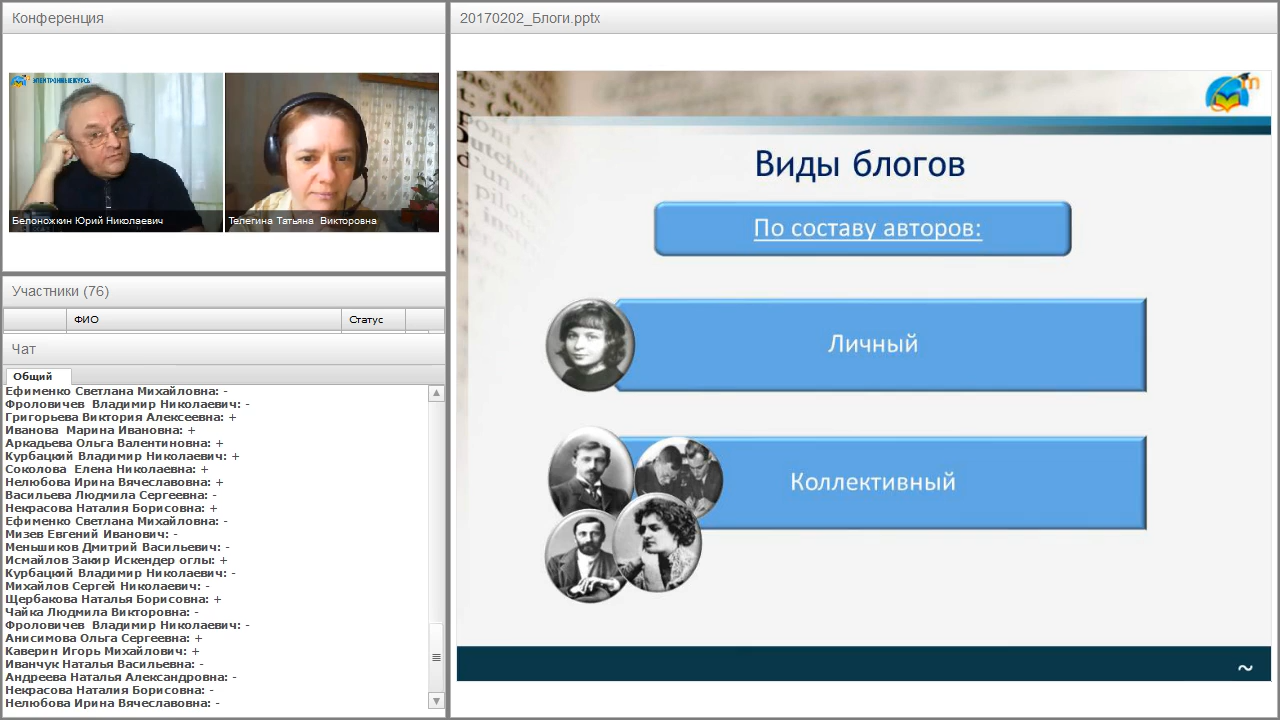 Конференция
ЭЛЕКТРОННЫЕ КУРСЫ
Белоножкин Юрий Николаевич
Телегина Татьяна Викторовна
Участники (76)
ФИО
Статус
Чат
Общий
Ефименко Светлана Михайловна: -
Фроловичев Владимир Николаевич: -
Григорьева Виктория Алексеевна: +
Иванова Марина Ивановна: +
Аркадьева Ольга Валентиновна: +
Курбацкий Владимир Николаевич: +
Соколова Елена Николаевна: +
Нелюбова Ирина Вячеславовна: +
Васильева Людмила Сергеевна: -
Некрасова Наталия Борисовна: +
Ефименко Светлана Михайловна: -
Мизев Евгений Иванович: -
Меньшиков Дмитрий Васильевич: -
Исмайлов Закир Искендер оглы: +
Курбацкий Владимир Николаевич: -
Михайлов Сергей Николаевич: -
Щербакова Наталья Борисовна: +
Чайка Людмила Викторовна: -
Фроловичев Владимир Николаевич: -
Анисимова Ольга Сергеевна: +
Каверин Игорь Михайлович: +
Иванчук Наталья Васильевна: -
Андреева Наталья Александровна: -
Некрасова Наталия Борисовна: -
Нелюбова Ирина Вячеславовна: -
20170202_Блоги.pptx
Виды блогов
По составу авторов:
Личный
Коллективный
~